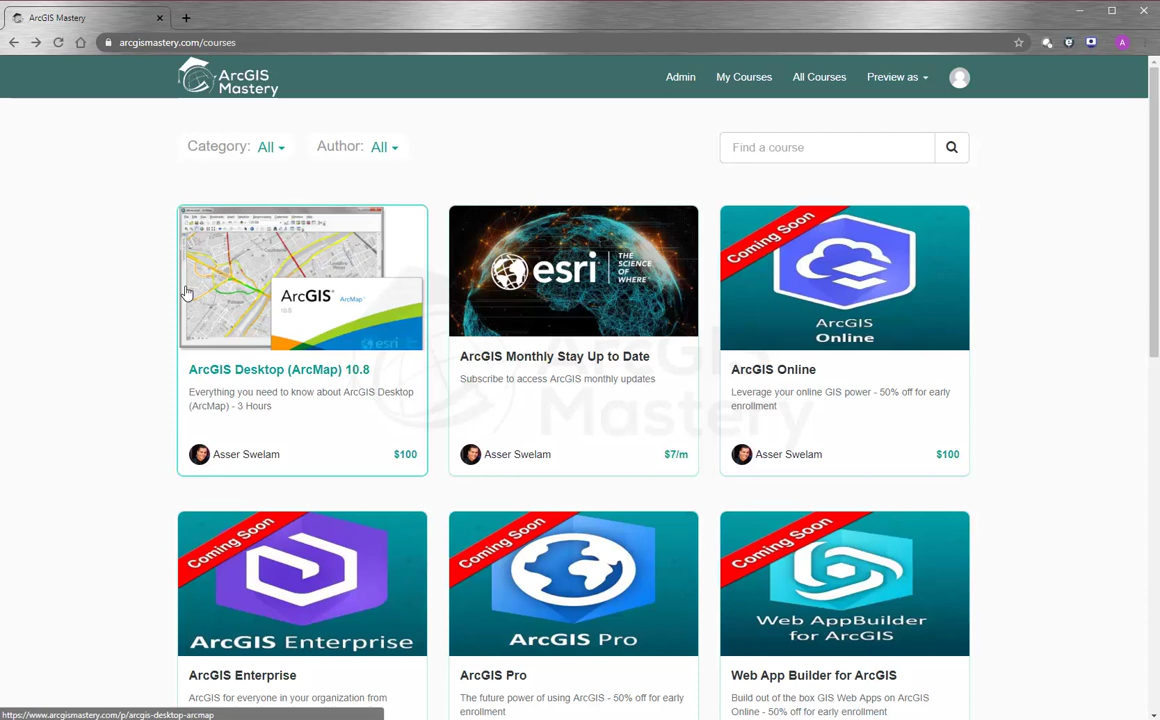 ArcGIS Mastery
arcgismastery.com/courses
A
ArcGIS
Mastery
Admin
My Courses
All Courses
Preview as
Category: All
Author: All
Find a course
ArcGIS ArcMap
10.8
esri
ArcGIS Desktop (ArcMap) 10.8
Everything you need to know about ArcGIS Desktop
(ArcMap) - 3 Hours
Asser Swelam
$100
esri
THE
SCIENCE
OF
WHERE
ArcGIS Monthly Stay Up to Date
Subscribe to access ArcGIS monthly updates
Asser Swelam
$7/m
Coming Soon
ArcGIS
Online
ArcGIS Online
Leverage your online GIS power - 50% off for early
enrollment
Asser Swelam
$100
ArcGIS
Mastery
Coming Soon
ArcGIS Enterprise
ArcGIS Enterprise
ArcGIS for everyone in your organization from
Coming Soon
ArcGIS Pro
ArcGIS Pro
The future power of using ArcGIS - 50% off for early
enrollment
Coming Soon
Web AppBuilder
for ArcGIS
Web App Builder for ArcGIS
Build out of the box GIS Web Apps on ArcGIS
Online - 50% off for early enrollment
https://www.arcgismastery.com/p/arcgis-desktop-arcmap